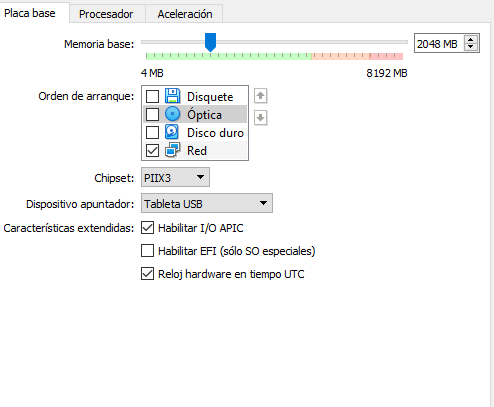 Placa base Procesador Aceleración
Memoria base: 2048 MB
4 MB 8192 MB
Orden de arranque: Disquete
Óptica
Disco duro
Red
Chipset: PIIX3
Dispositivo apuntador: Tableta USB
Características extendidas: Habilitar I/O APIC
Habilitar EFI (sólo SO especiales)
Reloj hardware en tiempo UTC